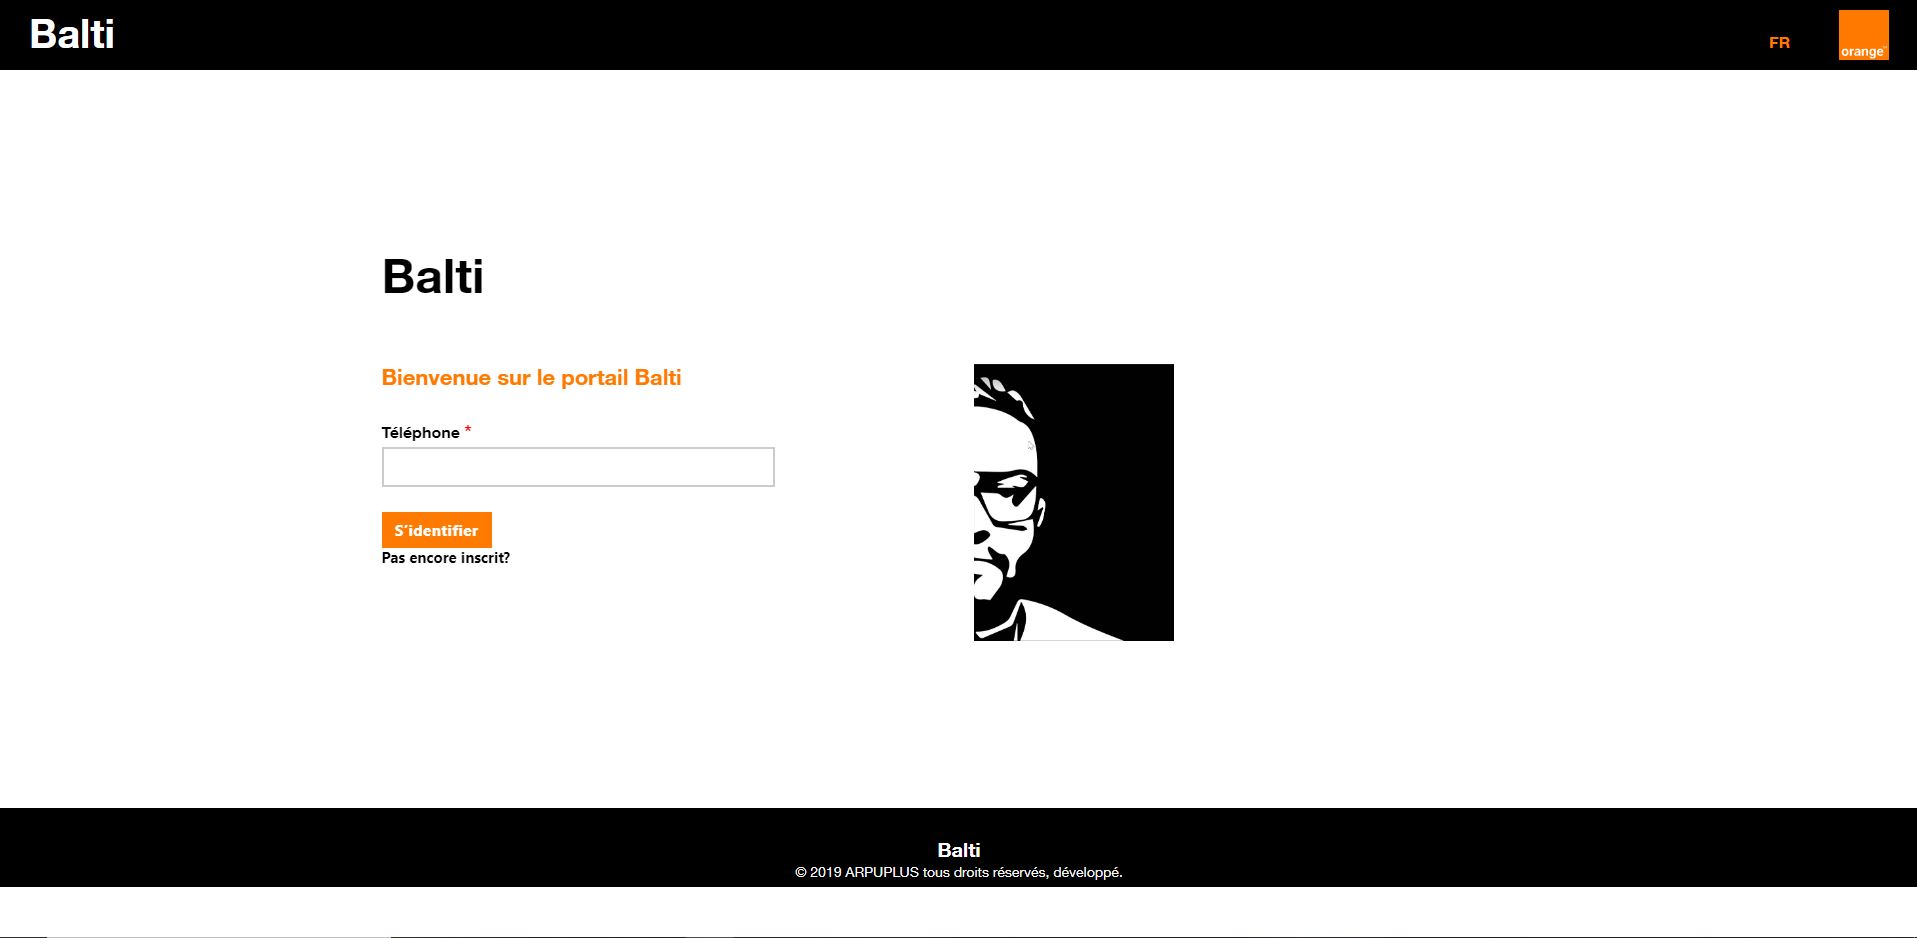 Balti
FR
orange™
Balti
Bienvenue sur le portail Balti
Téléphone *
S'identifier
Pas encore inscrit?
Balti
© 2019 ARPUPLUS tous droits réservés, développé.